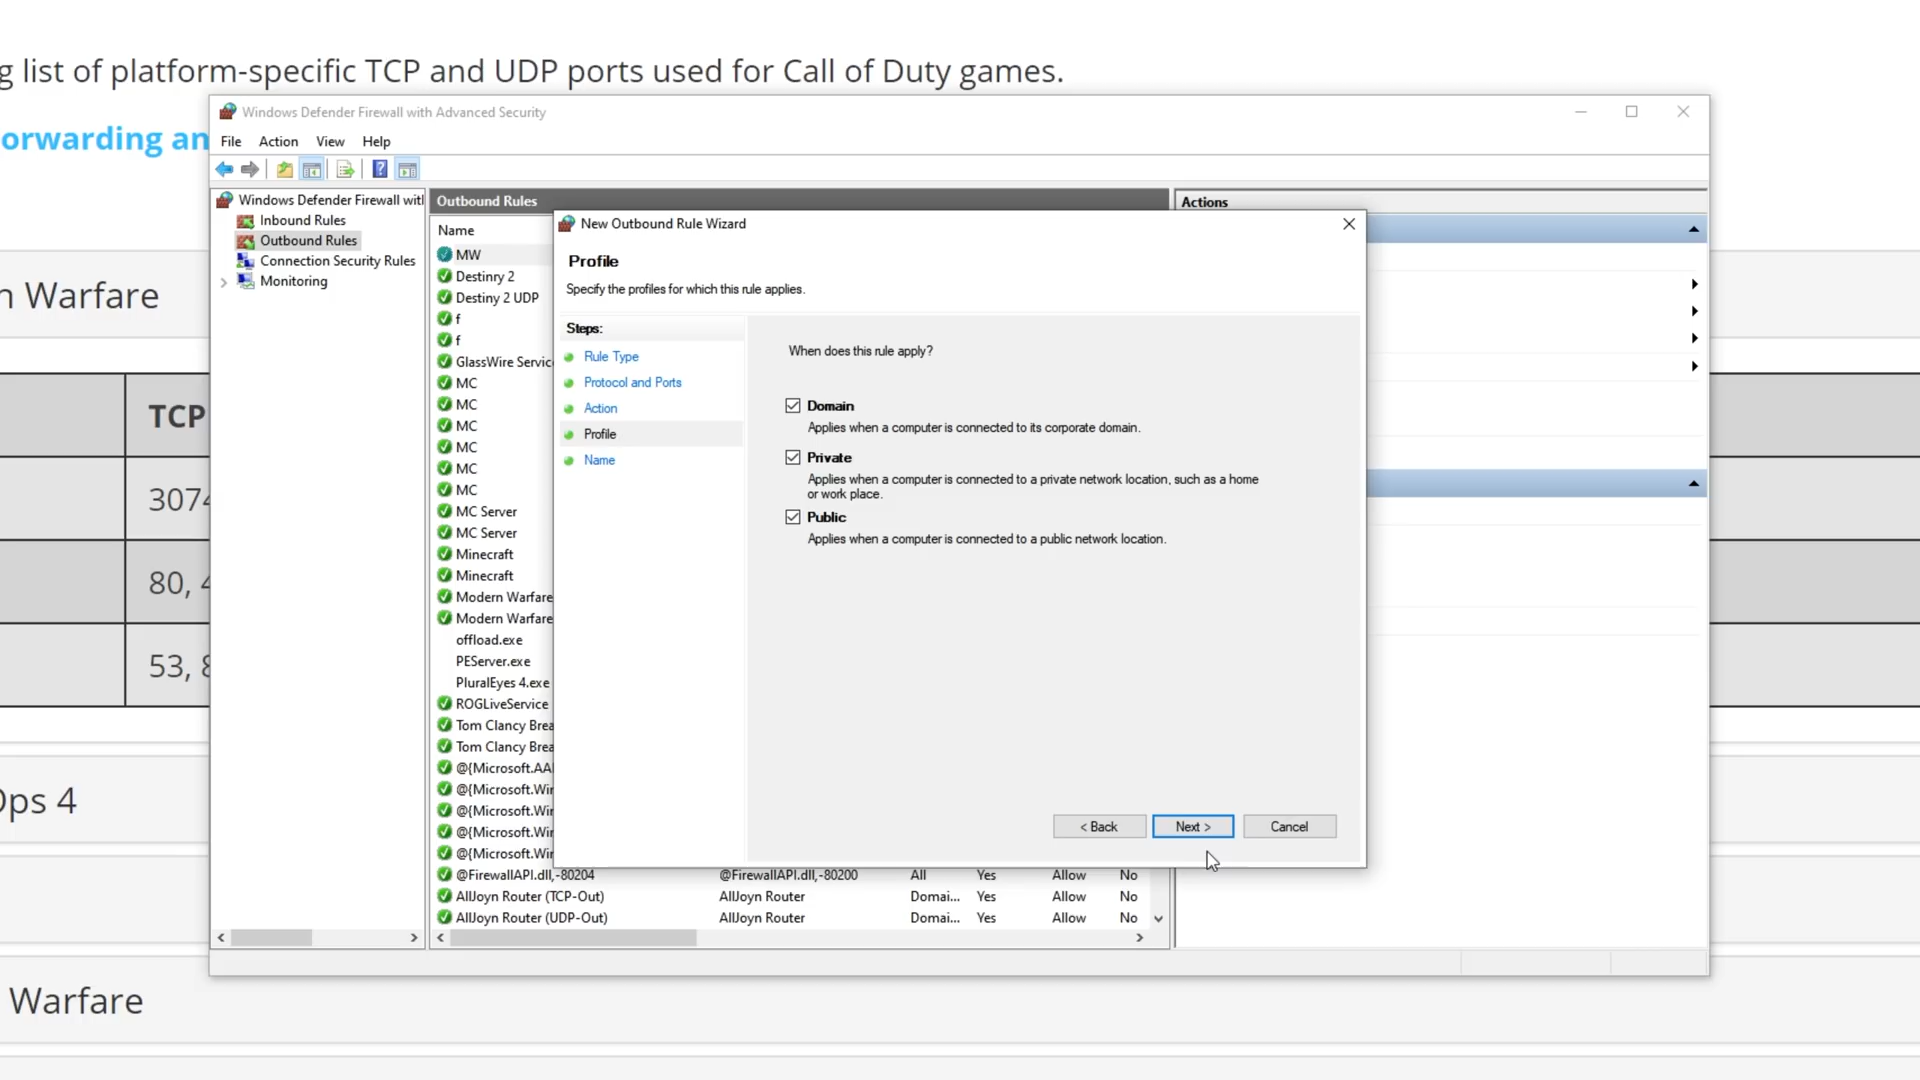 g list of platform-specific TCP and UDP ports used for Call of Duty games.
orwarding an
Windows Defender Firewall with Advanced Security
File Action View Help
Windows Defender Firewall with
Inbound Rules
Outbound Rules
Connection Security Rules
Monitoring
Outbound Rules
Name
MW
Destinry 2
Destiny 2 UDP
f
f
GlassWire Servic
MC
MC
MC
MC
MC
MC
MC Server
MC Server
Minecraft
Minecraft
Modern Warfare
Modern Warfare
offload.exe
PEServer.exe
PluralEyes 4.exe
ROGLiveService
Tom Clancy Brea
Tom Clancy Brea
@{Microsoft.AAI
@{Microsoft.Wir
@{Microsoft.Wir
@{Microsoft.Wir
@{Microsoft.Wir
@FirewallAPI.dll,-80204 @FirewallAPI.dll,-80200 All Yes Allow No
AllJoyn Router (TCP-Out) AllJoyn Router Domai... Yes Allow No
AllJoyn Router (UDP-Out) AllJoyn Router Domai... Yes Allow No
Actions
New Outbound Rule Wizard
Profile
Specify the profiles for which this rule applies.
Steps:
Rule Type
Protocol and Ports
Action
Profile
Name
When does this rule apply?
Domain
Applies when a computer is connected to its corporate domain.
Private
Applies when a computer is connected to a private network location, such as a home
or work place.
Public
Applies when a computer is connected to a public network location.
< Back Next > Cancel
n Warfare
TCP
3074
80, 4
53, 8
Ops 4
Warfare